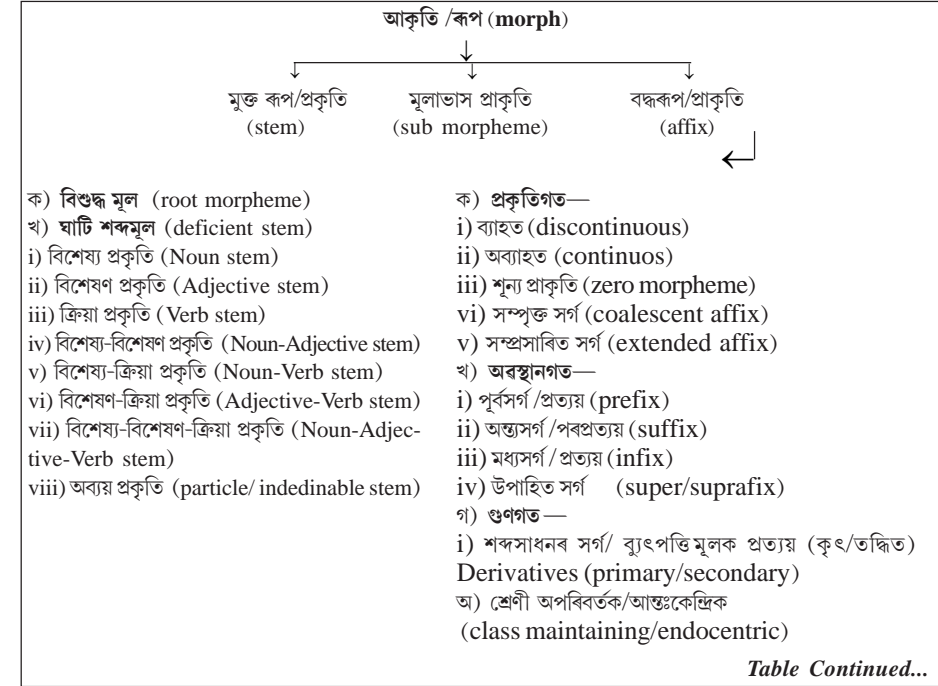 আকৃতি /ৰূপ (morph)
মুক্ত ৰূপ/প্ৰকৃতি মূলাভাস প্ৰাকৃতি বদ্ধৰূপ/প্ৰাকৃতি
(stem) (sub morpheme) (affix)
ক) বিশুদ্ধ মূল (root morpheme)
খ) ঘাটি শব্দমূল (deficient stem)
i) বিশেষ্য প্ৰকৃতি (Noun stem)
ii) বিশেষণ প্ৰকৃতি (Adjective stem)
iii) ক্ৰিয়া প্ৰকৃতি (Verb stem)
iv) বিশেষ্য-বিশেষণ প্ৰকৃতি (Noun-Adjective stem)
v) বিশেষ্য-ক্ৰিয়া প্ৰকৃতি (Noun-Verb stem)
vi) বিশেষণ-ক্ৰিয়া প্ৰকৃতি (Adjective-Verb stem)
vii) বিশেষ্য-বিশেষণ-ক্ৰিয়া প্ৰকৃতি (Noun-Adjec-
tive-Verb stem)
viii) অব্যয় প্ৰকৃতি (particle/ indedinable stem)
ক) প্ৰকৃতিগত—
i) ব্যাহত (discontinuous)
ii) অব্যাহত (continuos)
iii) শূন্য প্ৰাকৃতি (zero morpheme)
vi) সম্পৃক্ত সৰ্গ (coalescent affix)
v) সম্প্ৰসাৰিত সৰ্গ (extended affix)
খ) অৱস্থানগত—
i) পূৰ্বসৰ্গ /প্ৰত্যয় (prefix)
ii) অন্ত্যসৰ্গ /পৰপ্ৰত্যয় (suffix)
iii) মধ্যসৰ্গ /প্ৰত্যয় (infix)
iv) উপাহিত সৰ্গ (super/suprafix)
গ) গুণগত—
i) শব্দসাধনৰ সৰ্গ/ ব্যুৎপত্তিমূলক প্ৰত্যয় (কৃৎ/তদ্ধিত)
Derivatives (primary/secondary)
অ) শ্ৰেণী অপৰিবৰ্তক/আন্তঃকেন্দ্ৰিক
(class maintaining/endocentric)
Table Continued...